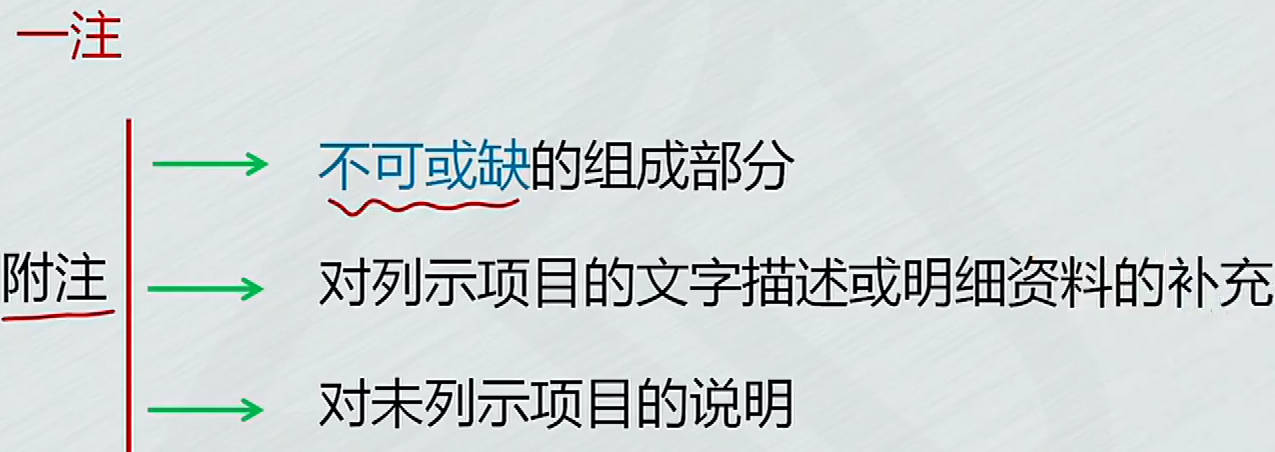 一注
不可或缺的组成部分
附注
对列示项目的文字描述或明细资料的补充
对未列示项目的说明